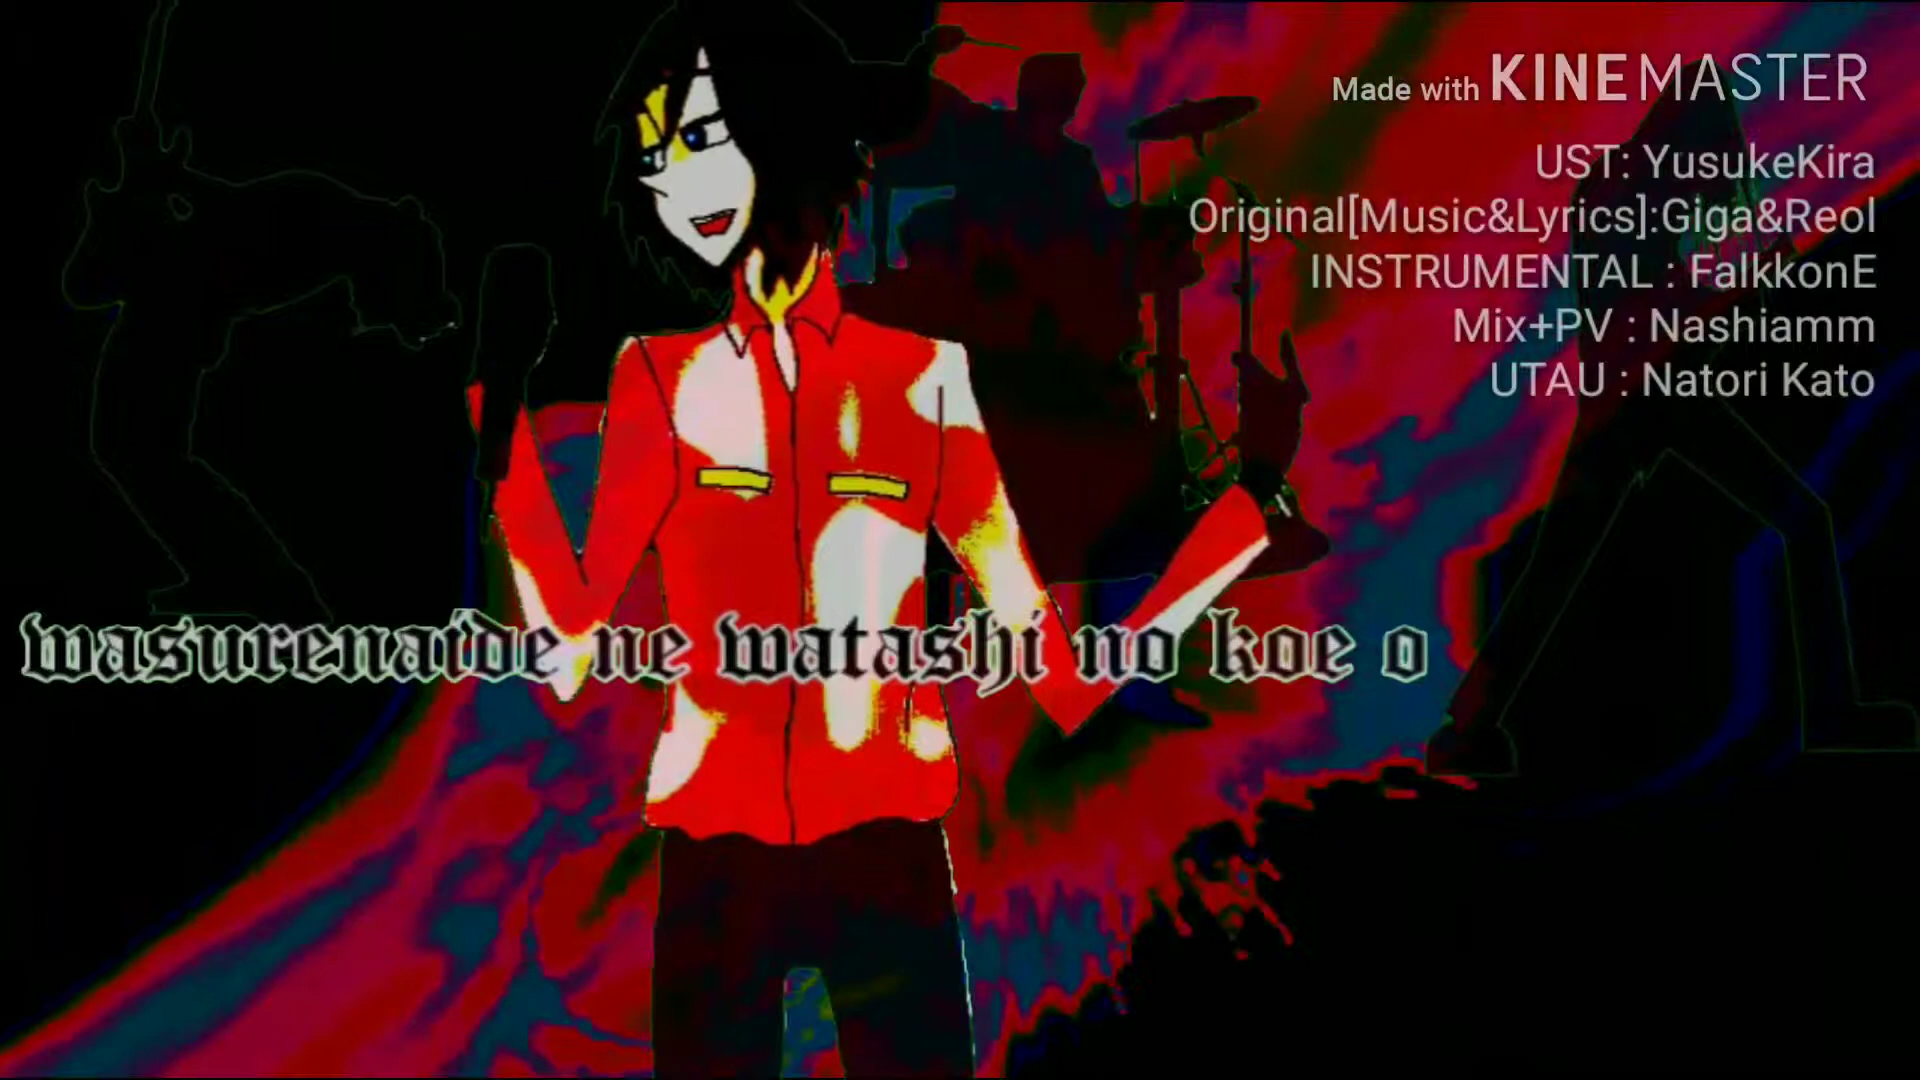 Made with KINEMASTER
UST: YusukeKira
Original[Music&Lyrics]:Giga&Reol
INSTRUMENTAL : FalkkonE
Mix+PV : Nashiamm
UTAU : Natori Kato
wasurenaide ne watashi no koe o